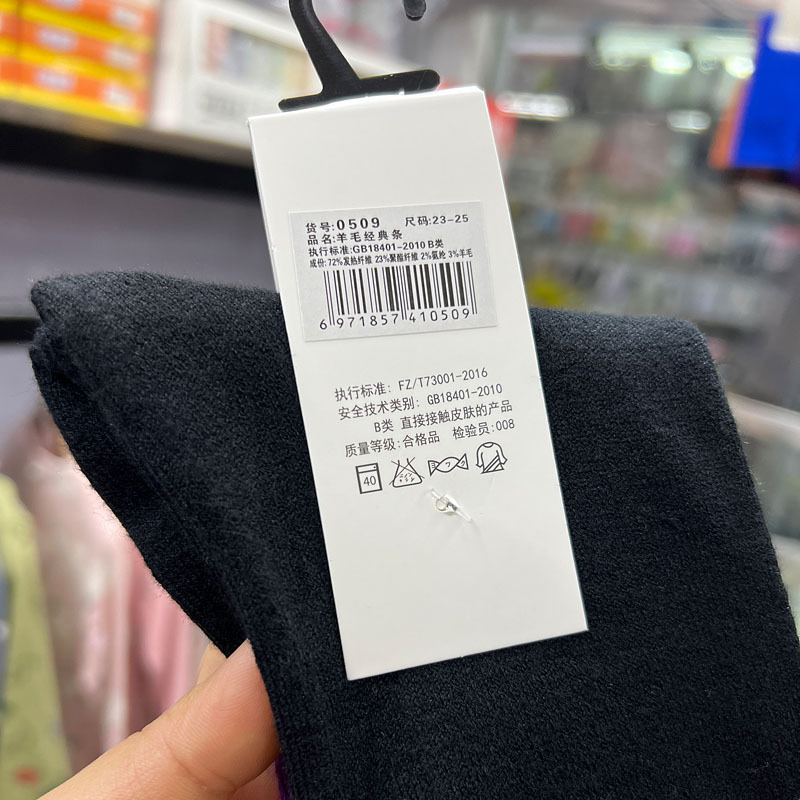 货号:0509 尺码:23-25
品名:羊毛经典条
执行标准:GB18401-2010 B类
成份:72%发热纤维 23%聚酯纤维 2%氨纶 3%羊毛
6 971857 410509
执行标准: FZ/T73001-2016
安全技术类别: GB18401-2010
B类 直接接触皮肤的产品
质量等级:合格品 检验员:008
40